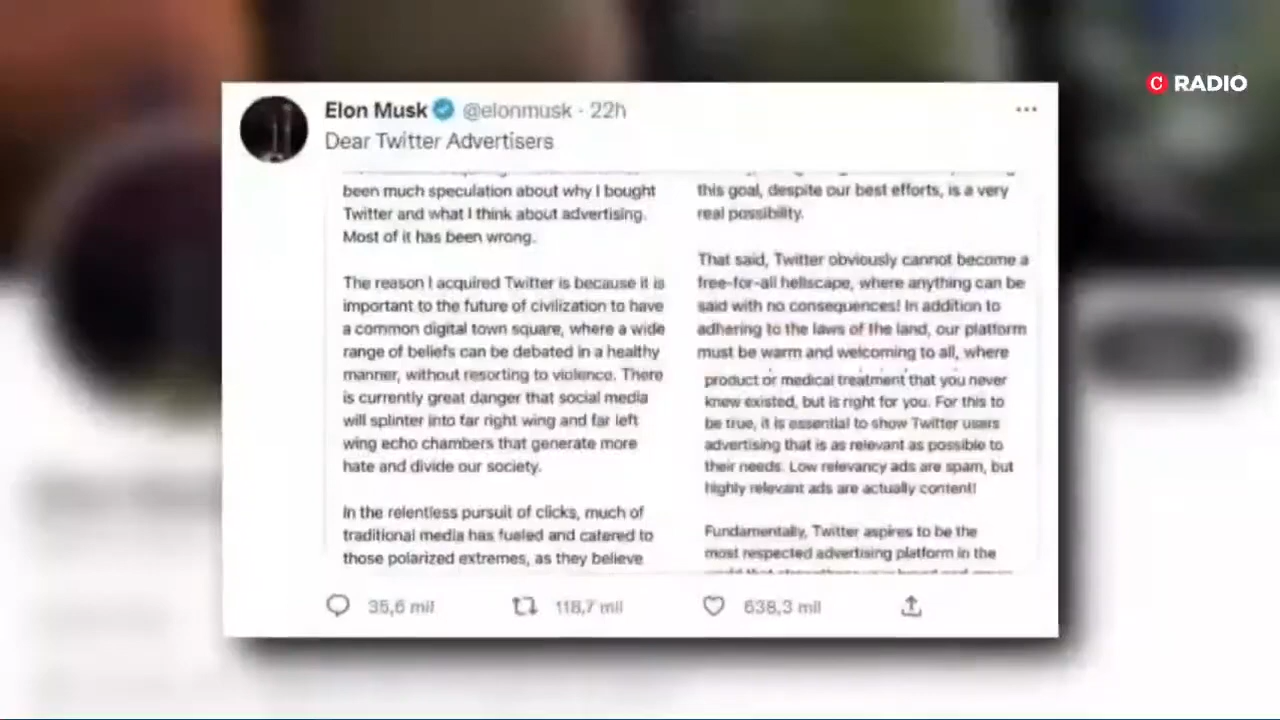 RADIO
Elon Musk @elonmusk · 22h
Dear Twitter Advertisers
been much speculation about why I bought
Twitter and what I think about advertising.
Most of it has been wrong.
The reason I acquired Twitter is because it is
important to the future of civilization to have
a common digital town square, where a wide
range of beliefs can be debated in a healthy
manner, without resorting to violence. There
is currently great danger that social media
will splinter into far right wing and far left
wing echo chambers that generate more
hate and divide our society.
In the relentless pursuit of clicks, much of
traditional media has fueled and catered to
those polarized extremes, as they believe
this goal, despite our best efforts, is a very
real possibility.
That said, Twitter obviously cannot become a
free-for-all hellscape, where anything can be
said with no consequences! In addition to
adhering to the laws of the land, our platform
must be warm and welcoming to all, where
product or medical treatment that you never
knew existed, but is right for you. For this to
be true, it is essential to show Twitter users
advertising that is as relevant as possible to
their needs. Low relevancy ads are spam, but
highly relevant ads are actually content!
Fundamentally, Twitter aspires to be the
most respected advertising platform in the
35,6 mil 118,7 mil 638,3 mil